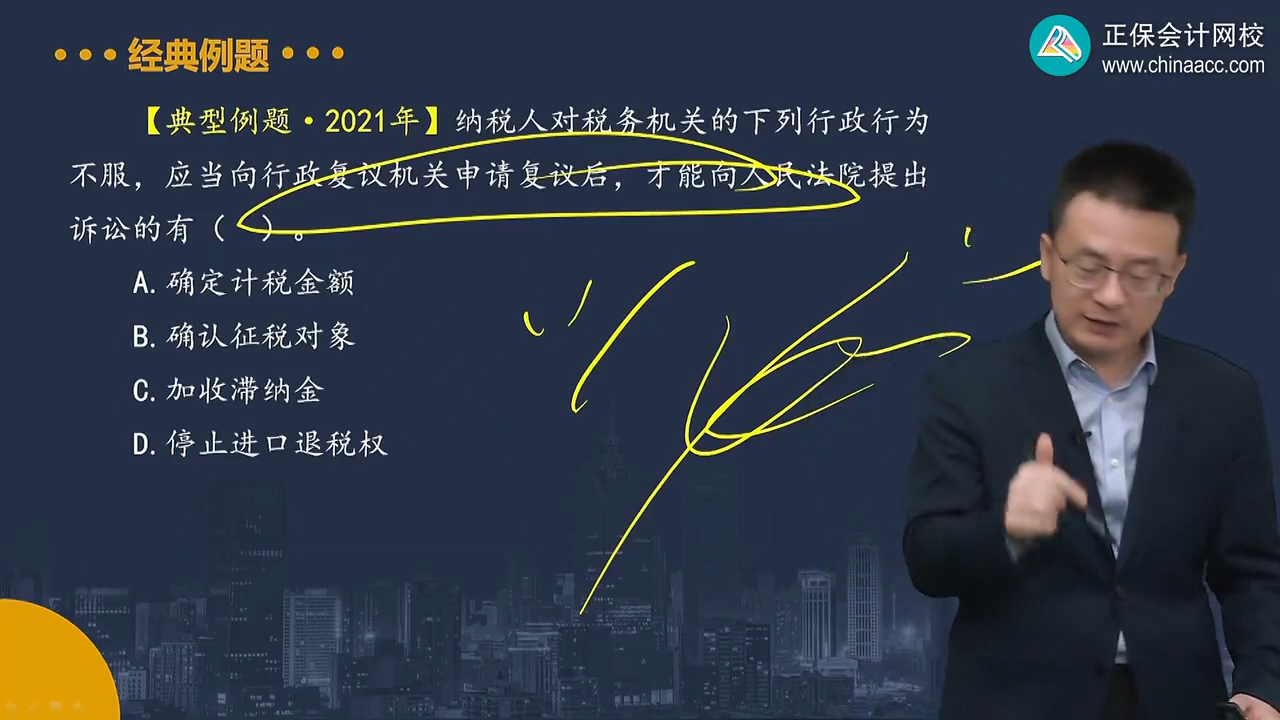 经典例题
正保会计网校
www.chinaacc.com
【典型例题·2021年】纳税人对税务机关的下列行政行为
不服，应当向行政复议机关申请复议后，才能向人民法院提出
诉讼的有（ ）。
A.确定计税金额
B.确认征税对象
C.加收滞纳金
D.停止进口退税权